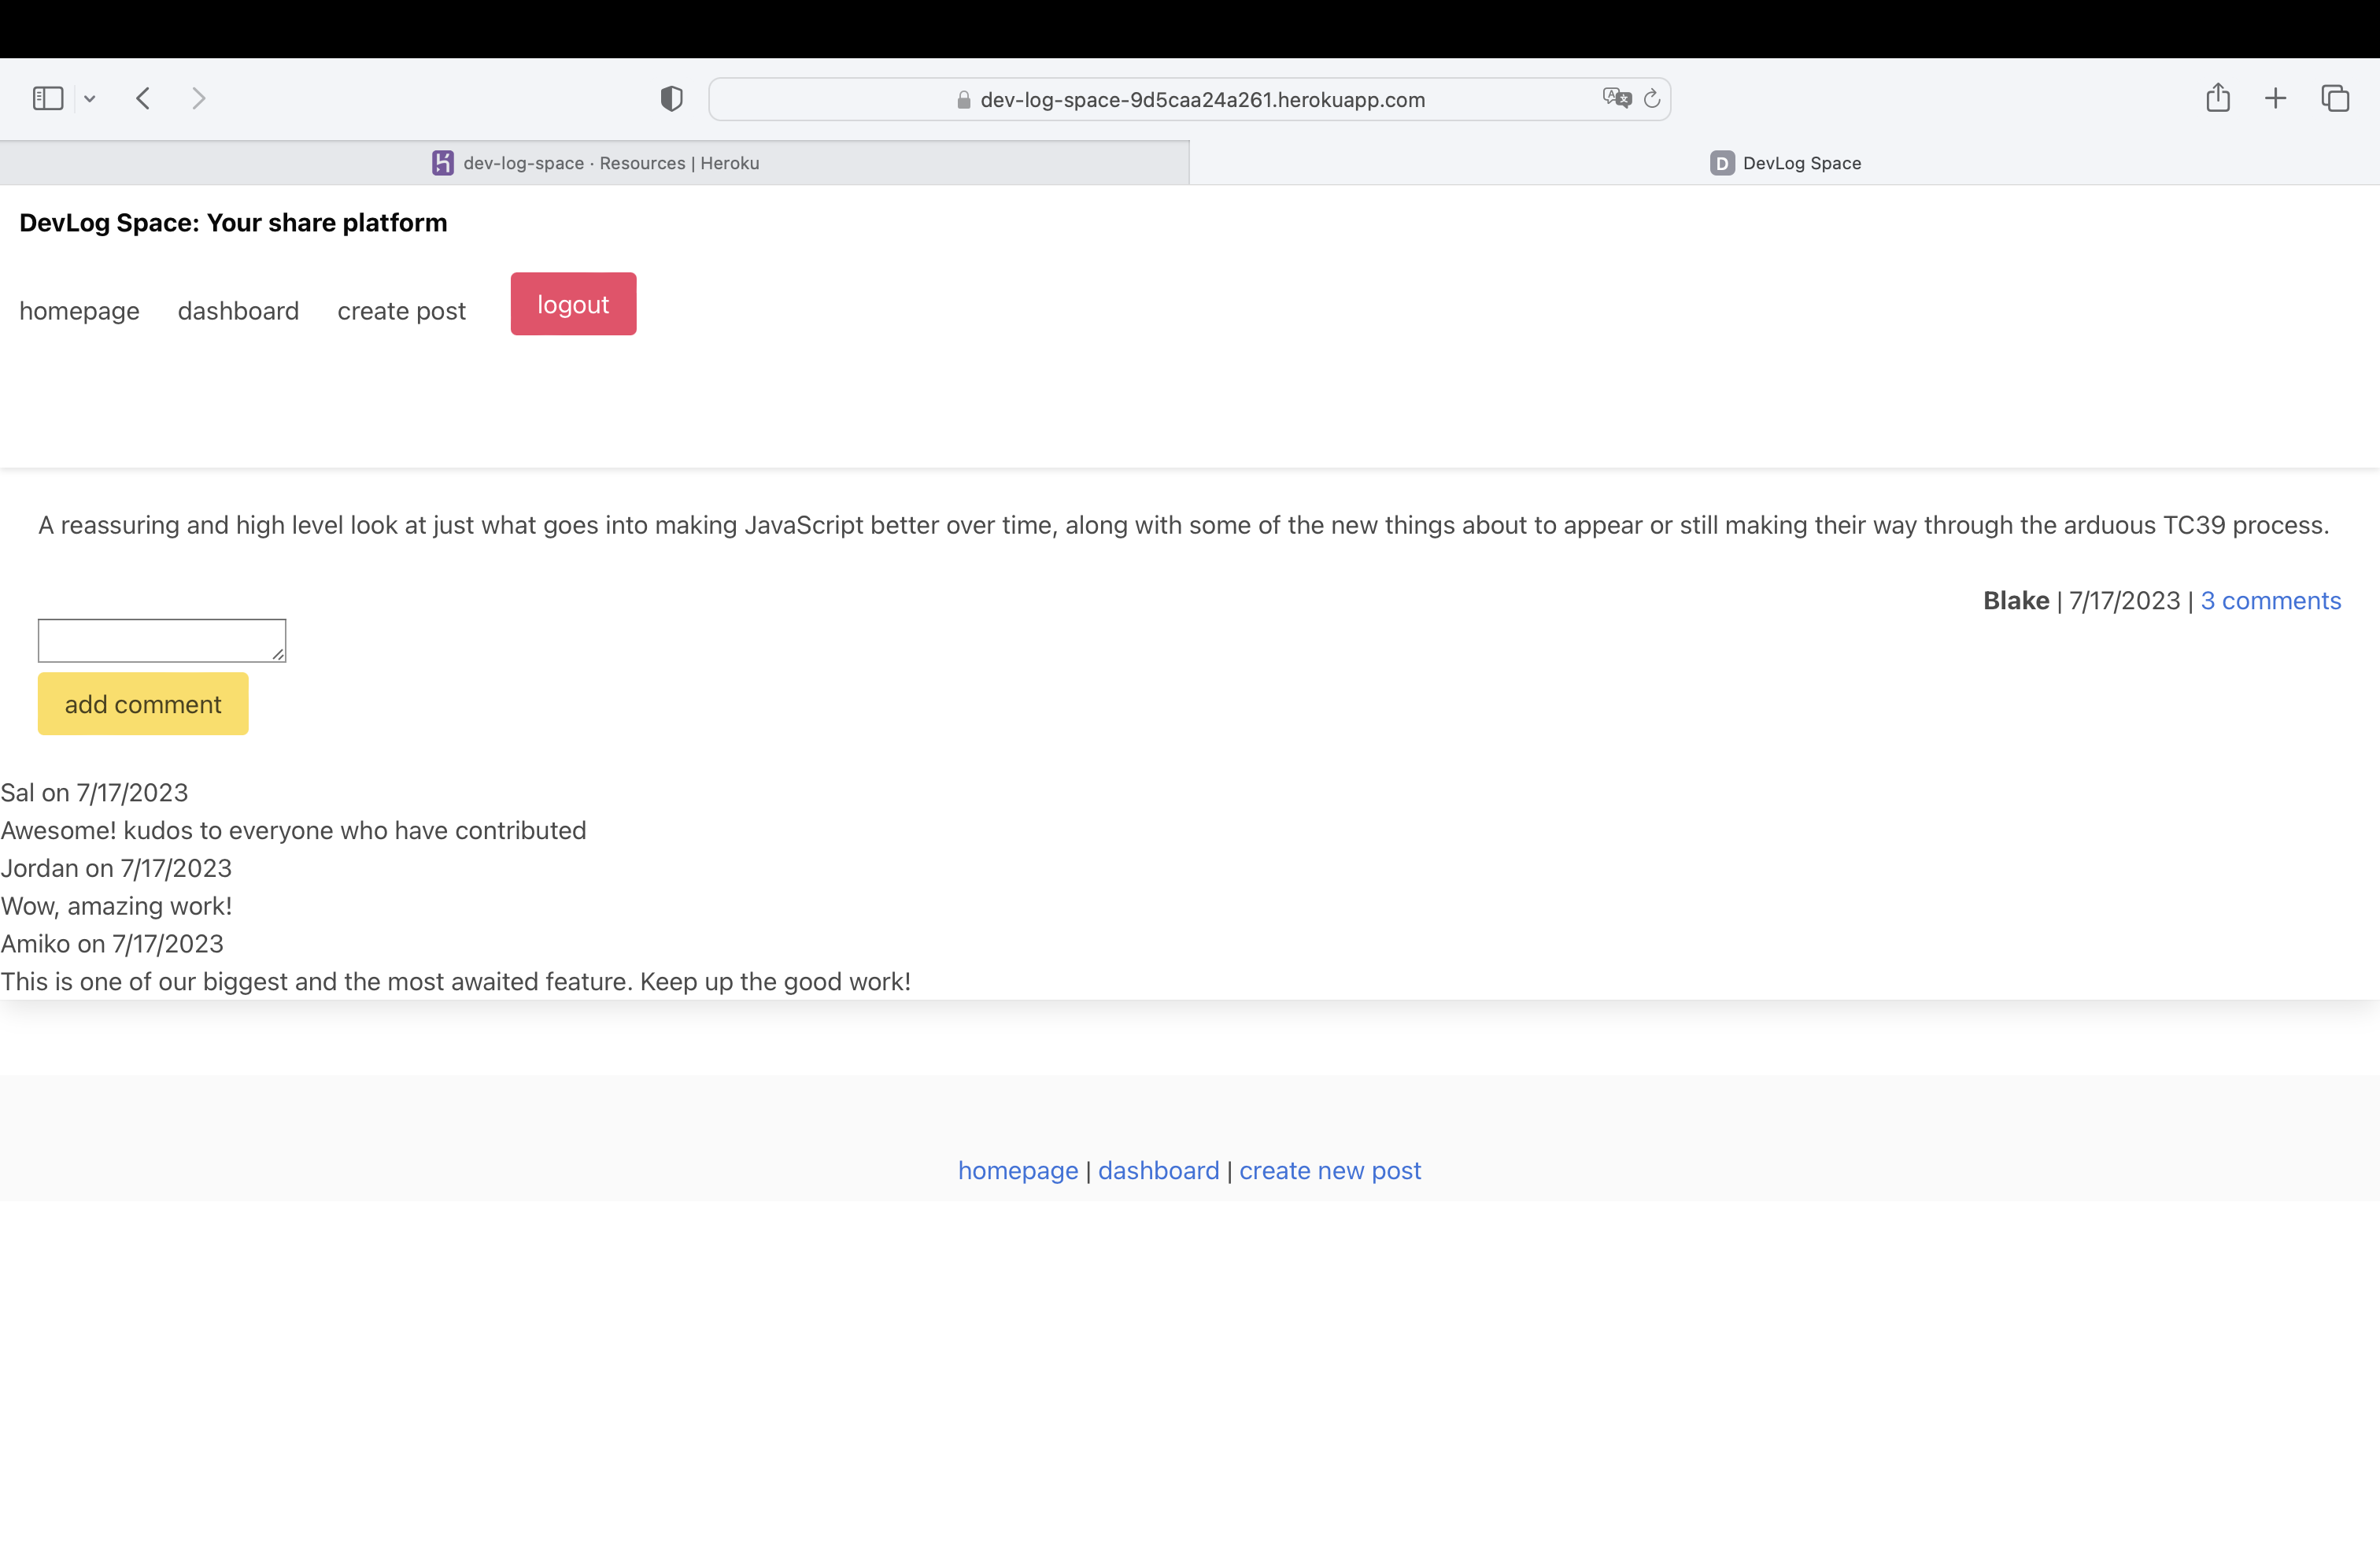 dev-log-space-9d5caa24a261.herokuapp.com
dev-log-space · Resources | Heroku
D DevLog Space
DevLog Space: Your share platform
homepage dashboard create post logout
A reassuring and high level look at just what goes into making JavaScript better over time, along with some of the new things about to appear or still making their way through the arduous TC39 process.
Blake | 7/17/2023 | 3 comments
add comment
Sal on 7/17/2023
Awesome! kudos to everyone who have contributed
Jordan on 7/17/2023
Wow, amazing work!
Amiko on 7/17/2023
This is one of our biggest and the most awaited feature. Keep up the good work!
homepage | dashboard | create new post